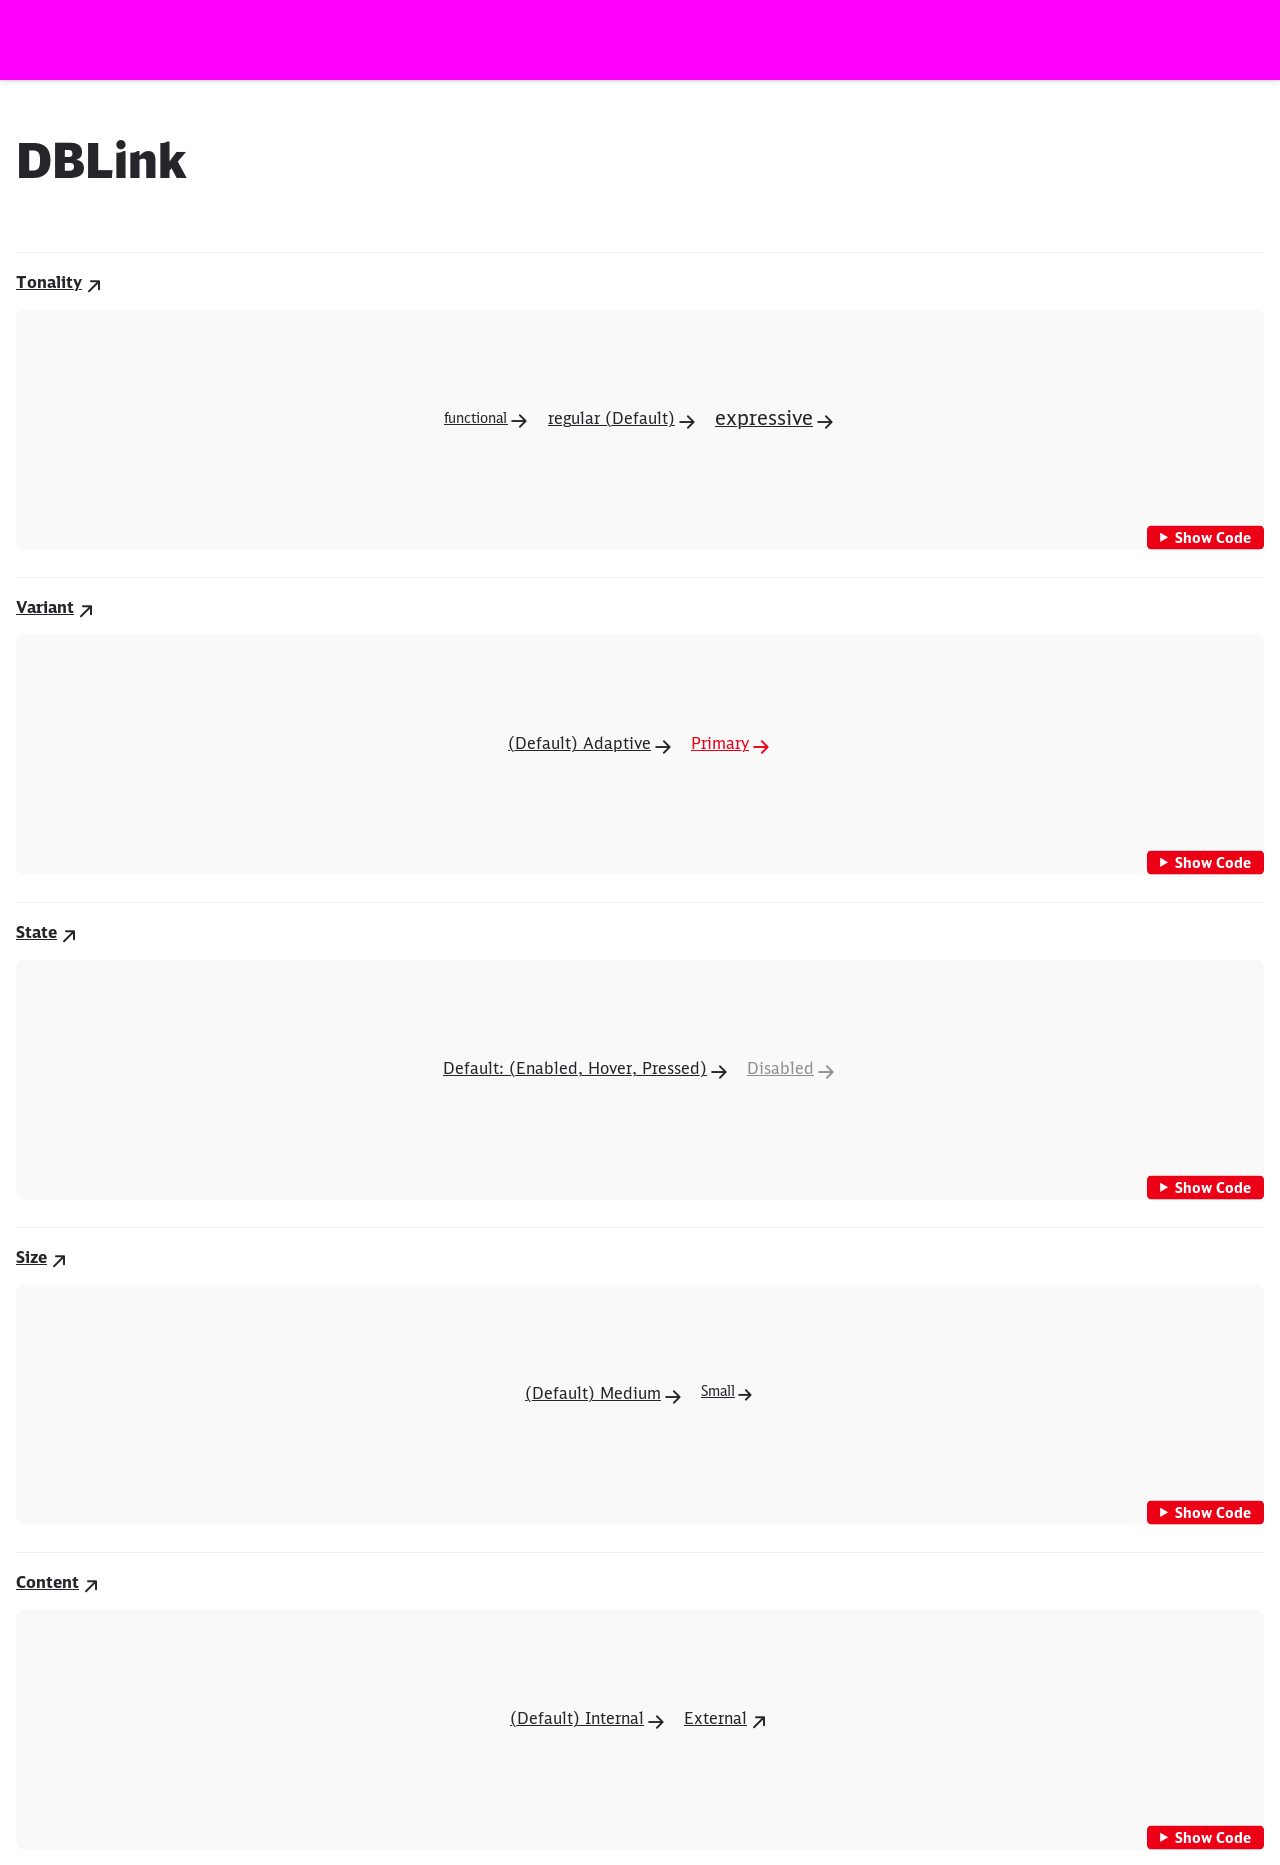 DBLink
Tonality
functional regular (Default) expressive
Show Code
Variant
(Default) Adaptive Primary
Show Code
State
Default: (Enabled, Hover, Pressed) Disabled
Show Code
Size
(Default) Medium Small
Show Code
Content
(Default) Internal External
Show Code